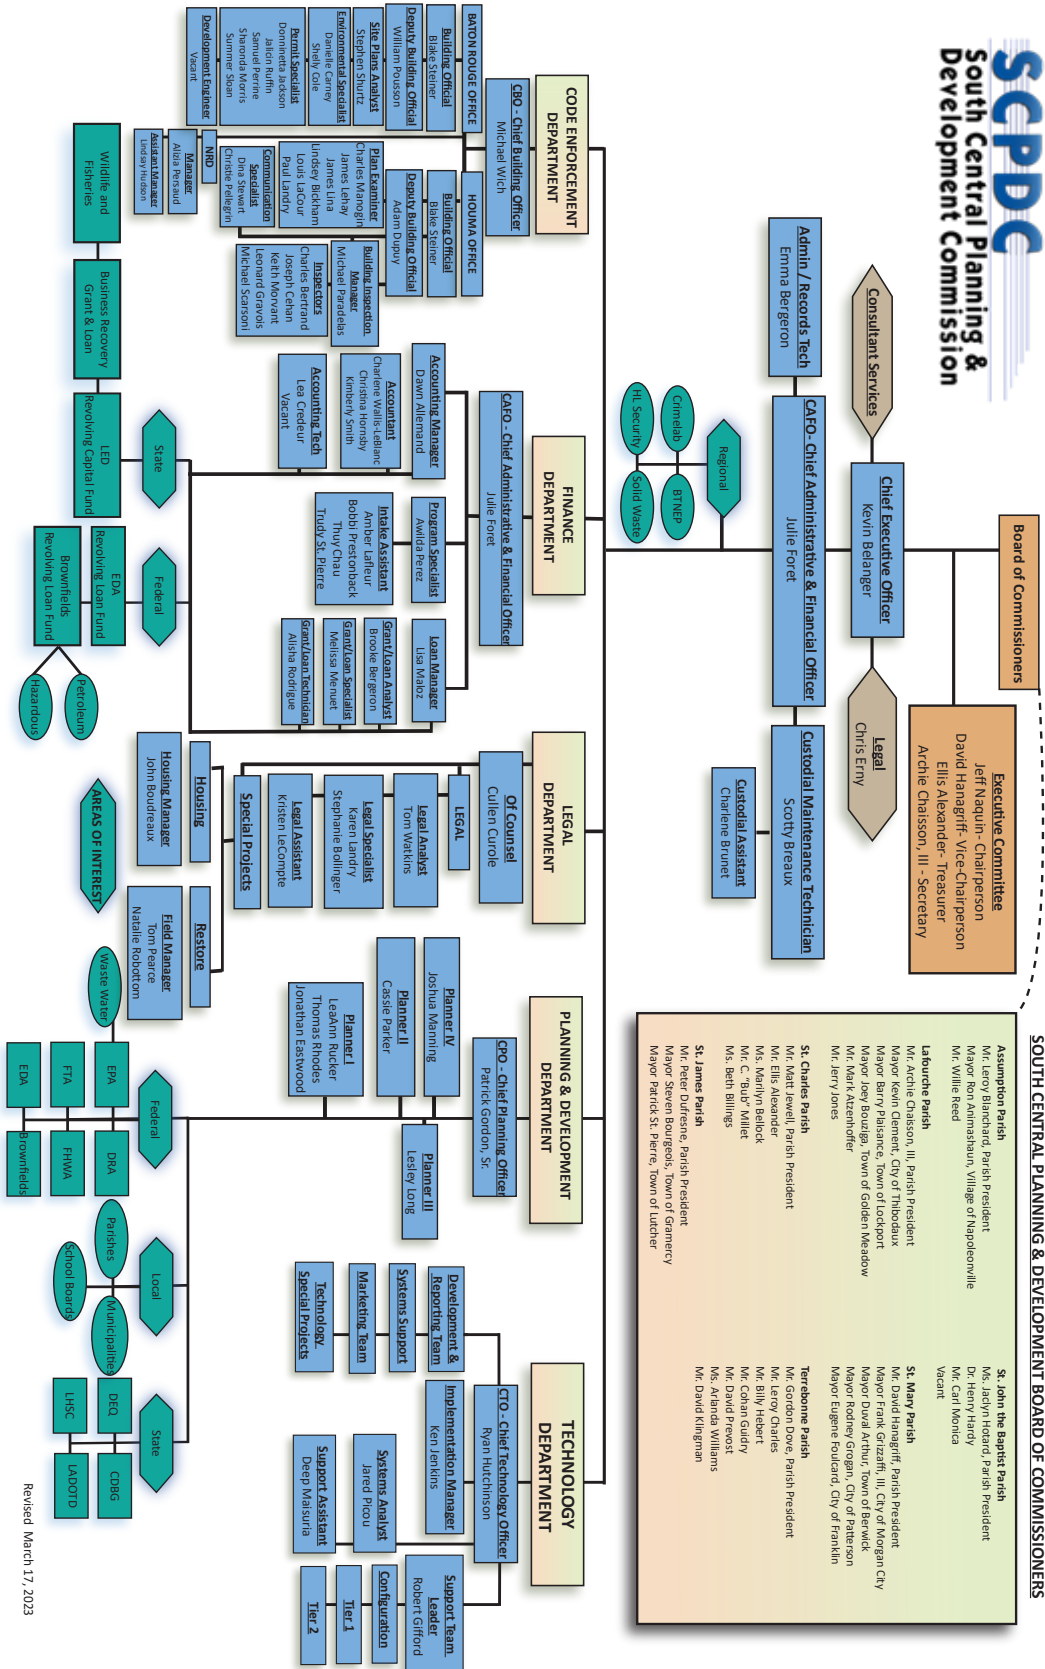 SCPDC
South Central Planning &
Development Commission
Board of Commissioners
Executive Committee
Jeff Naquin- Chairperson
David Hanagriff- Vice-Chairperson
Ellis Alexander- Treasurer
Archie Chaisson, III - Secretary
Consultant Services
Chief Executive Officer
Kevin Belanger
Legal
Chris Erny
Admin / Records Tech
Emma Bergeron
CAFO- Chief Administrative & Financial Officer
Julie Foret
Custodial Maintenance Technician
Scotty Breaux
Custodial Assistant
Charlene Brunet
Regional
Crimelab
BTNEP
HL Security
Solid Waste
SOUTH CENTRAL PLANNING & DEVELOPMENT BOARD OF COMMISSIONERS
Assumption Parish
Mr. Leroy Blanchard, Parish President
Mayor Ron Animashaun, Village of Napoleonville
Mr. Willie Reed
Lafourche Parish
Mr. Archie Chaisson, III, Parish President
Mayor Kevin Clement, City of Thibodaux
Mayor Barry Plaisance, Town of Lockport
Mayor Joey Bouziga, Town of Golden Meadow
Mr. Mark Atzenhoffer
Mr. Jerry Jones
St. Charles Parish
Mr. Matt Jewell, Parish President
Mr. Ellis Alexander
Ms. Marilyn Bellock
Mr. C. "Bub" Millet
Ms. Beth Billings
St. James Parish
Mr. Peter Dufresne, Parish President
Mayor Steven Bourgeois, Town of Gramercy
Mayor Patrick St. Pierre, Town of Lutcher
St. John the Baptist Parish
Ms. Jaclyn Hotard, Parish President
Dr. Henry Hardy
Mr. Carl Monica
Vacant
St. Mary Parish
Mr. David Hanagriff, Parish President
Mayor Frank Grizzaffi, III, City of Morgan City
Mayor Duval Arthur, Town of Berwick
Mayor Rodney Grogan, City of Patterson
Mayor Eugene Foulcard, City of Franklin
Terrebonne Parish
Mr. Gordon Dove, Parish President
Mr. Leroy Charles
Mr. Billy Hebert
Mr. Cohan Guidry
Mr. David Prevost
Ms. Arlanda Williams
Mr. David Klingman
CODE ENFORCEMENT
DEPARTMENT
CBO - Chief Building Officer
Michael Wich
BATON ROUGE OFFICE
Building Official
Blake Steiner
Deputy Building Official
William Pousson
Site Plans Analyst
Stephen Shurtz
Environmental Specialist
Danielle Carney
Shelly Cole
Permit Specialist
Donninetta Jackson
Jalicin Ruffin
Samuel Perrine
Sharonda Morris
Summer Sloan
Development Engineer
Vacant
HOUMA OFFICE
Building Official
Blake Steiner
Deputy Building Official
Adam Dupuy
Plan Examiner
Charles Manogin
James Lehay
James Lina
Lindsey Bickham
Louis LaCour
Paul Landry
Communication
Specialist
Dina Stewart
Christie Pellegrin
Building Inspection
Manager
Michael Paradelas
Inspectors
Charles Bertrand
Joseph Cehan
Keith Morvant
Leonard Gravois
Michael Scarsoni
NRD
Manager
Alizia Persaud
Assistant Manager
Lindsay Hudson
FINANCE
DEPARTMENT
CAFO - Chief Administrative & Financial Officer
Julie Foret
Accounting Manager
Dawn Allemand
Accountant
Charlene Wallis-LeBlanc
Christina Hornsby
Kimberly Smith
Accounting Tech
Lea Credeur
Vacant
Program Specialist
Awilda Perez
Intake Assistant
Amber Lafleur
Bobbi Prestonback
Thuy Chau
Trudy St. Pierre
Loan Manager
Lisa Maloz
Grant/Loan Analyst
Brooke Bergeron
Grant/Loan Specialist
Melissa Menuet
Grant/Loan Technician
Alisha Rodrigue
State
Wildlife and
Fisheries
Business Recovery
Grant & Loan
LED
Revolving Capital Fund
Federal
EDA
Revolving Loan Fund
Brownfields
Revolving Loan Fund
Petroleum
Hazardous
LEGAL
DEPARTMENT
Of Counsel
Cullen Curole
LEGAL
Legal Analyst
Tom Watkins
Legal Specialist
Karen Landry
Stephanie Bollinger
Legal Assistant
Kristen LeCompte
Special Projects
Housing
Housing Manager
John Boudreaux
Restore
Field Manager
Tom Pearce
Natalie Robottom
AREAS OF INTEREST
PLANNING & DEVELOPMENT
DEPARTMENT
CPO - Chief Planning Officer
Patrick Gordon, Sr.
Planner IV
Joshua Manning
Planner III
Lesley Long
Planner II
Cassie Parker
Planner I
LeaAnn Rucker
Thomas Rhodes
Jonathan Eastwood
Federal
Waste Water
EPA
DRA
FTA
FHWA
EDA
Brownfields
Local
Parishes
Municipalities
School Boards
State
DEQ
CDBG
LHSC
LADOTD
TECHNOLOGY
DEPARTMENT
CTO - Chief Technology Officer
Ryan Hutchinson
Development &
Reporting Team
Systems Support
Marketing Team
Technology
Special Projects
Implementation Manager
Ken Jenkins
Systems Analyst
Jared Picou
Support Assistant
Deep Maisuria
Support Team
Leader
Robert Gifford
Configuration
Tier 1
Tier 2
Revised March 17, 2023